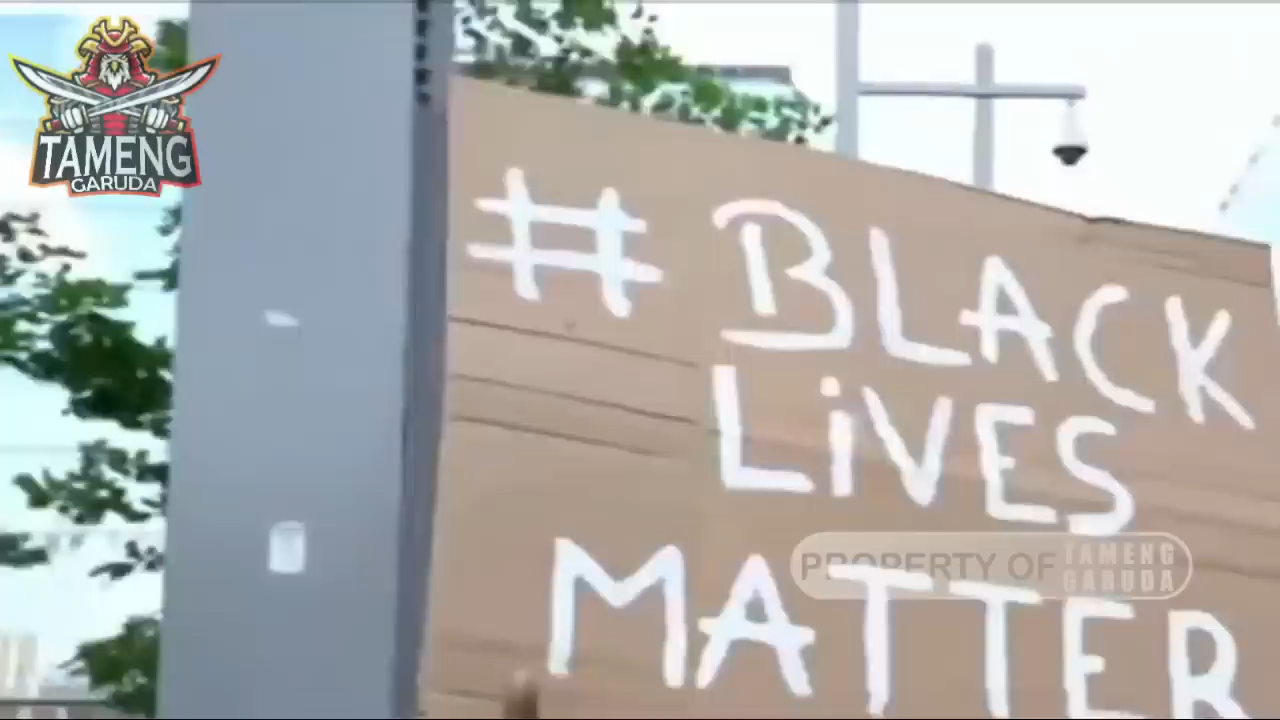 TAMENG
GARUDA
#BLACK
LiVES
MATTER
PROPERTY OF TAMENG GARUDA